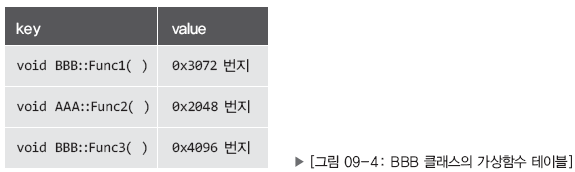 key value
void BBB::Func1( ) 0x3072 번지
void AAA::Func2( ) 0x2048 번지
void BBB::Func3( ) 0x4096 번지
▶ [그림 09-4: BBB 클래스의 가상함수 테이블]